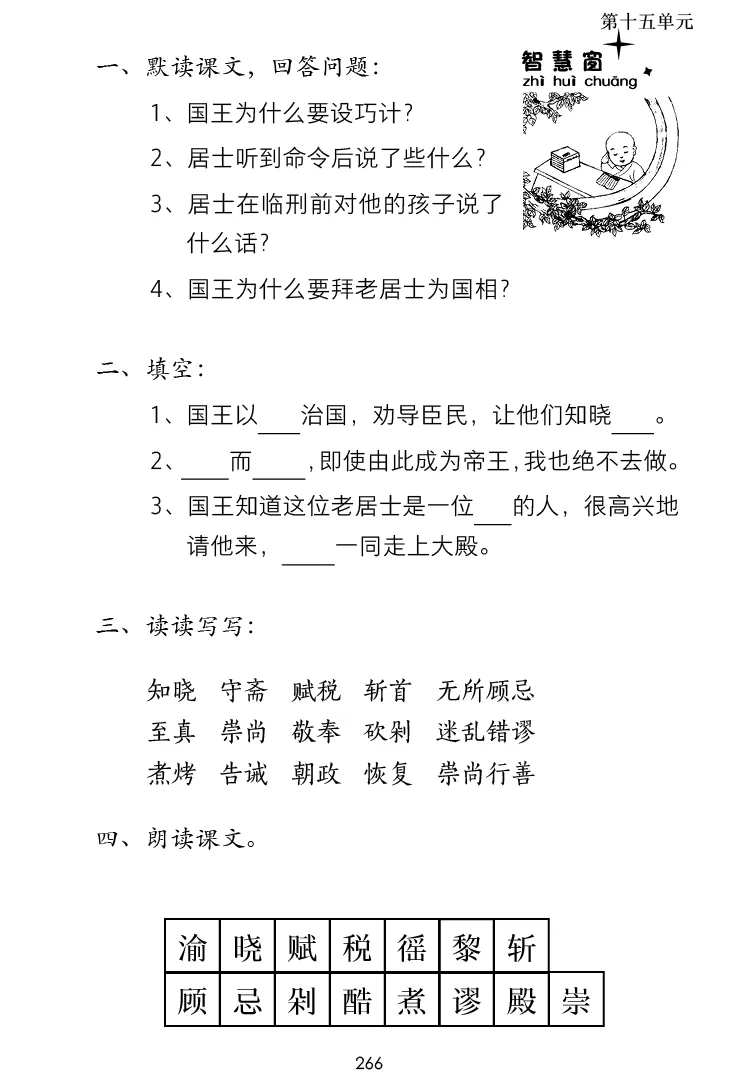 第十五单元
智慧窗
zhì huì chuāng
一、默读课文，回答问题：
1、国王为什么要设巧计？
2、居士听到命令后说了些什么？
3、居士在临刑前对他的孩子说了
什么话？
4、国王为什么要拜老居士为国相？
二、填空：
1、国王以___治国，劝导臣民，让他们知晓___。
2、____而____，即使由此成为帝王，我也绝不去做。
3、国王知道这位老居士是一位___的人，很高兴地
请他来，____一同走上大殿。
三、读读写写：
知晓 守斋 赋税 斩首 无所顾忌
至真 崇尚 敬奉 砍剁 迷乱错谬
煮烤 告诫 朝政 恢复 崇尚行善
四、朗读课文。
渝 晓 赋 税 徭 黎 斩
顾 忌 剁 酷 煮 谬 殿 崇
266